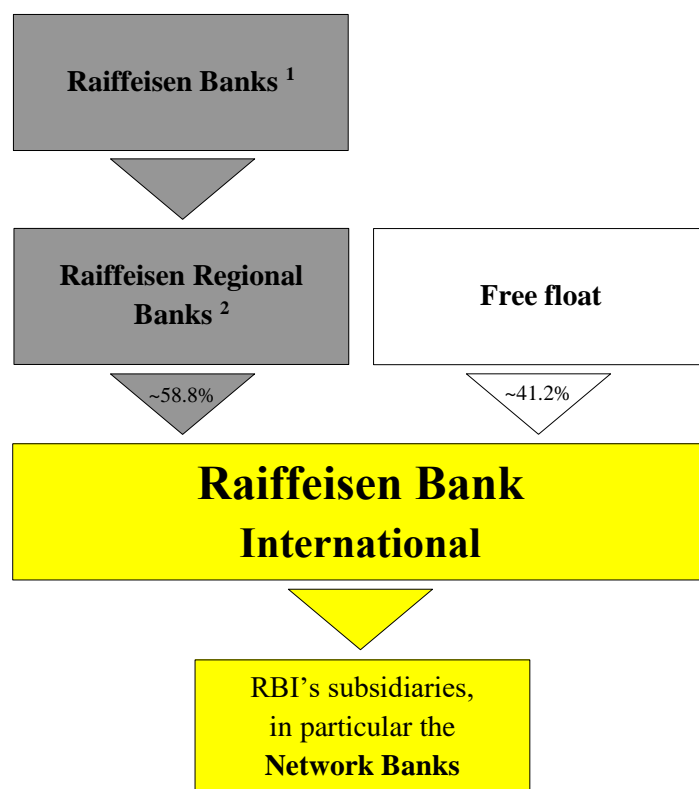 Raiffeisen Banks ¹
Raiffeisen Regional
Banks ²
Free float
~58.8%
~41.2%
Raiffeisen Bank
International
RBI’s subsidiaries,
in particular the
Network Banks